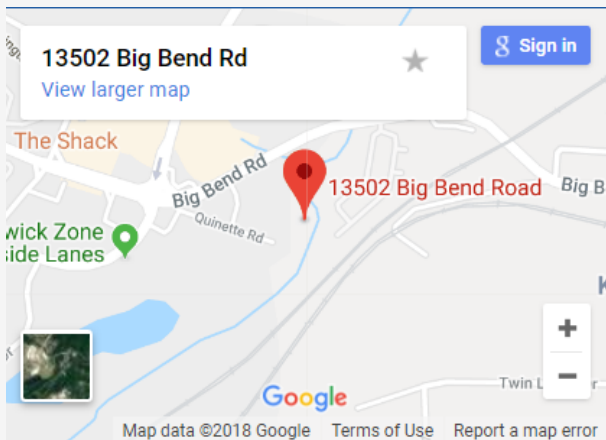 13502 Big Bend Rd
View larger map
Sign in
The Shack
Big Bend Rd
Quinette Rd
13502 Big Bend Road
Big B
wick Zone
side Lanes
K
+
−
Twin L
Google
Map data ©2018 Google Terms of Use Report a map error